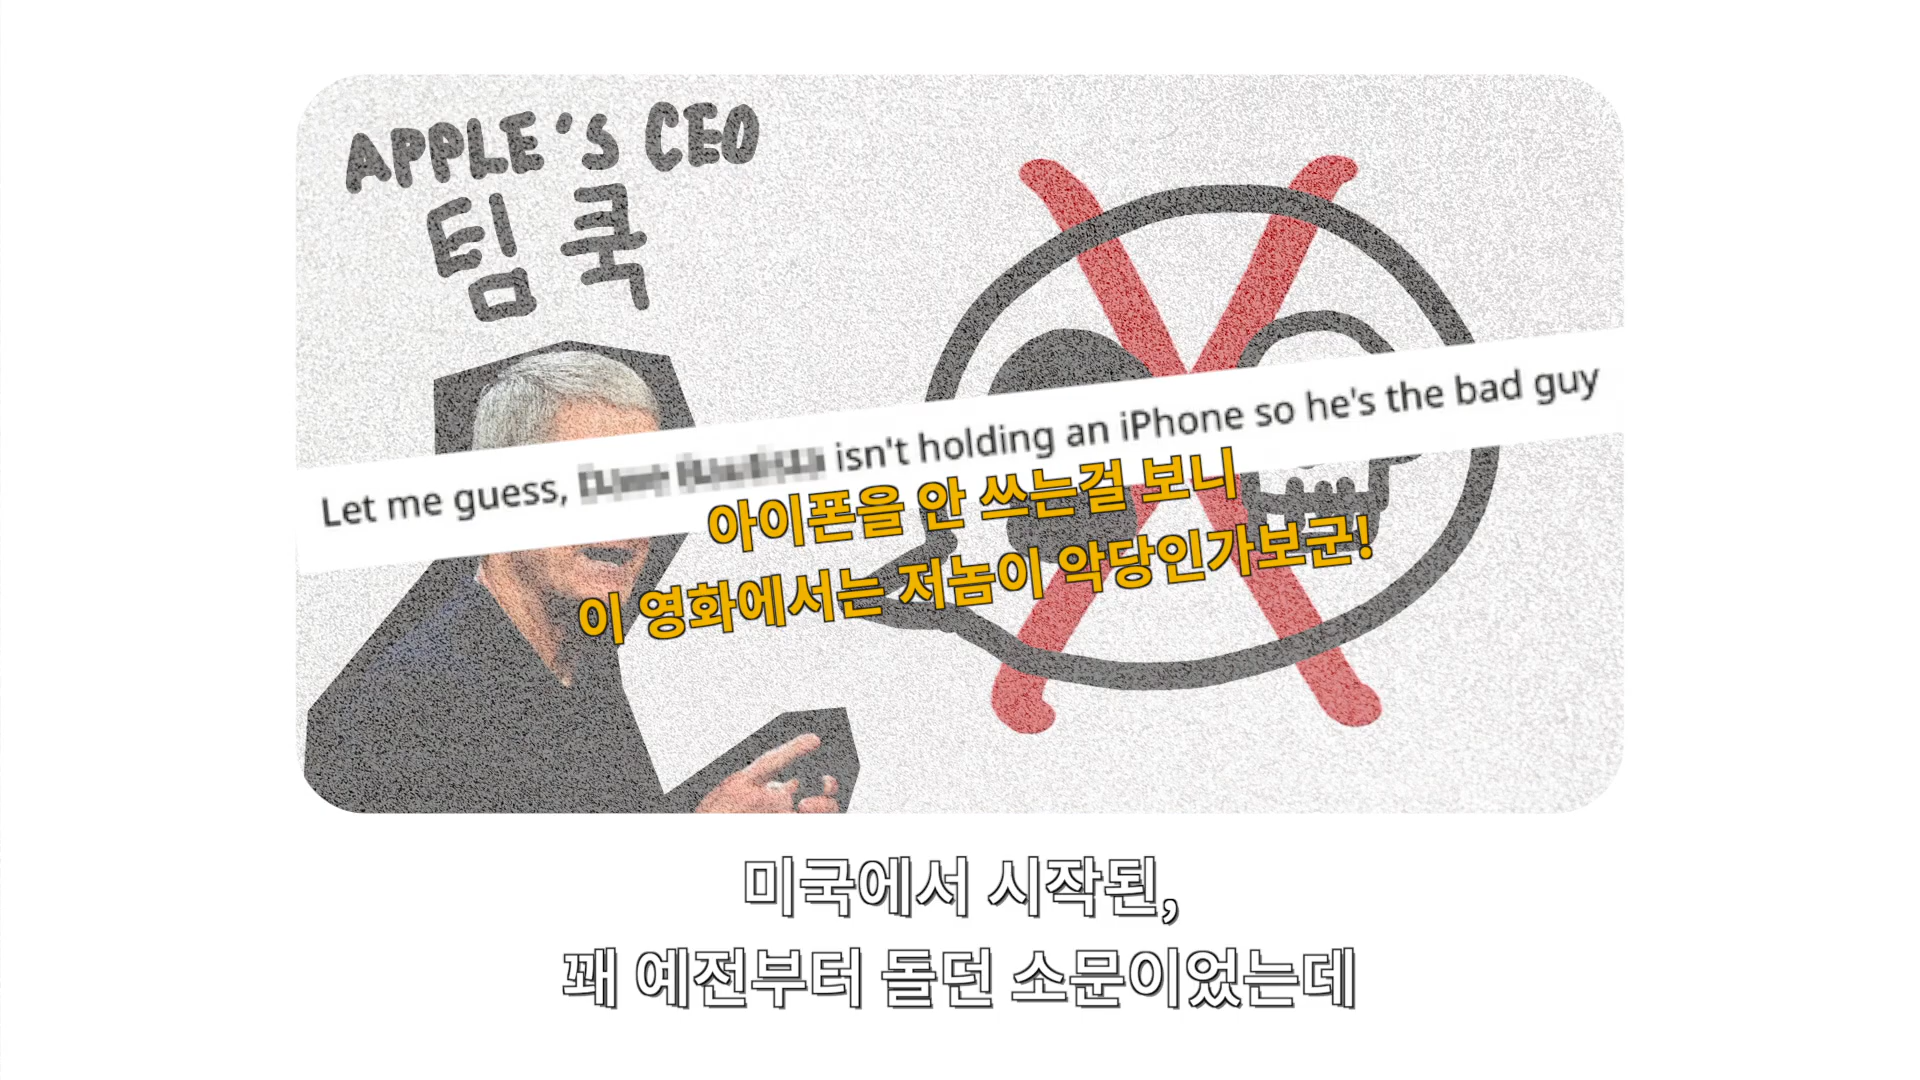 APPLE'S CEO
팀 쿡
Let me guess, isn't holding an iPhone so he's the bad guy
아이폰을 안 쓰는걸 보니
이 영화에서는 저놈이 악당인가보군!
미국에서 시작된,
꽤 예전부터 돌던 소문이었는데